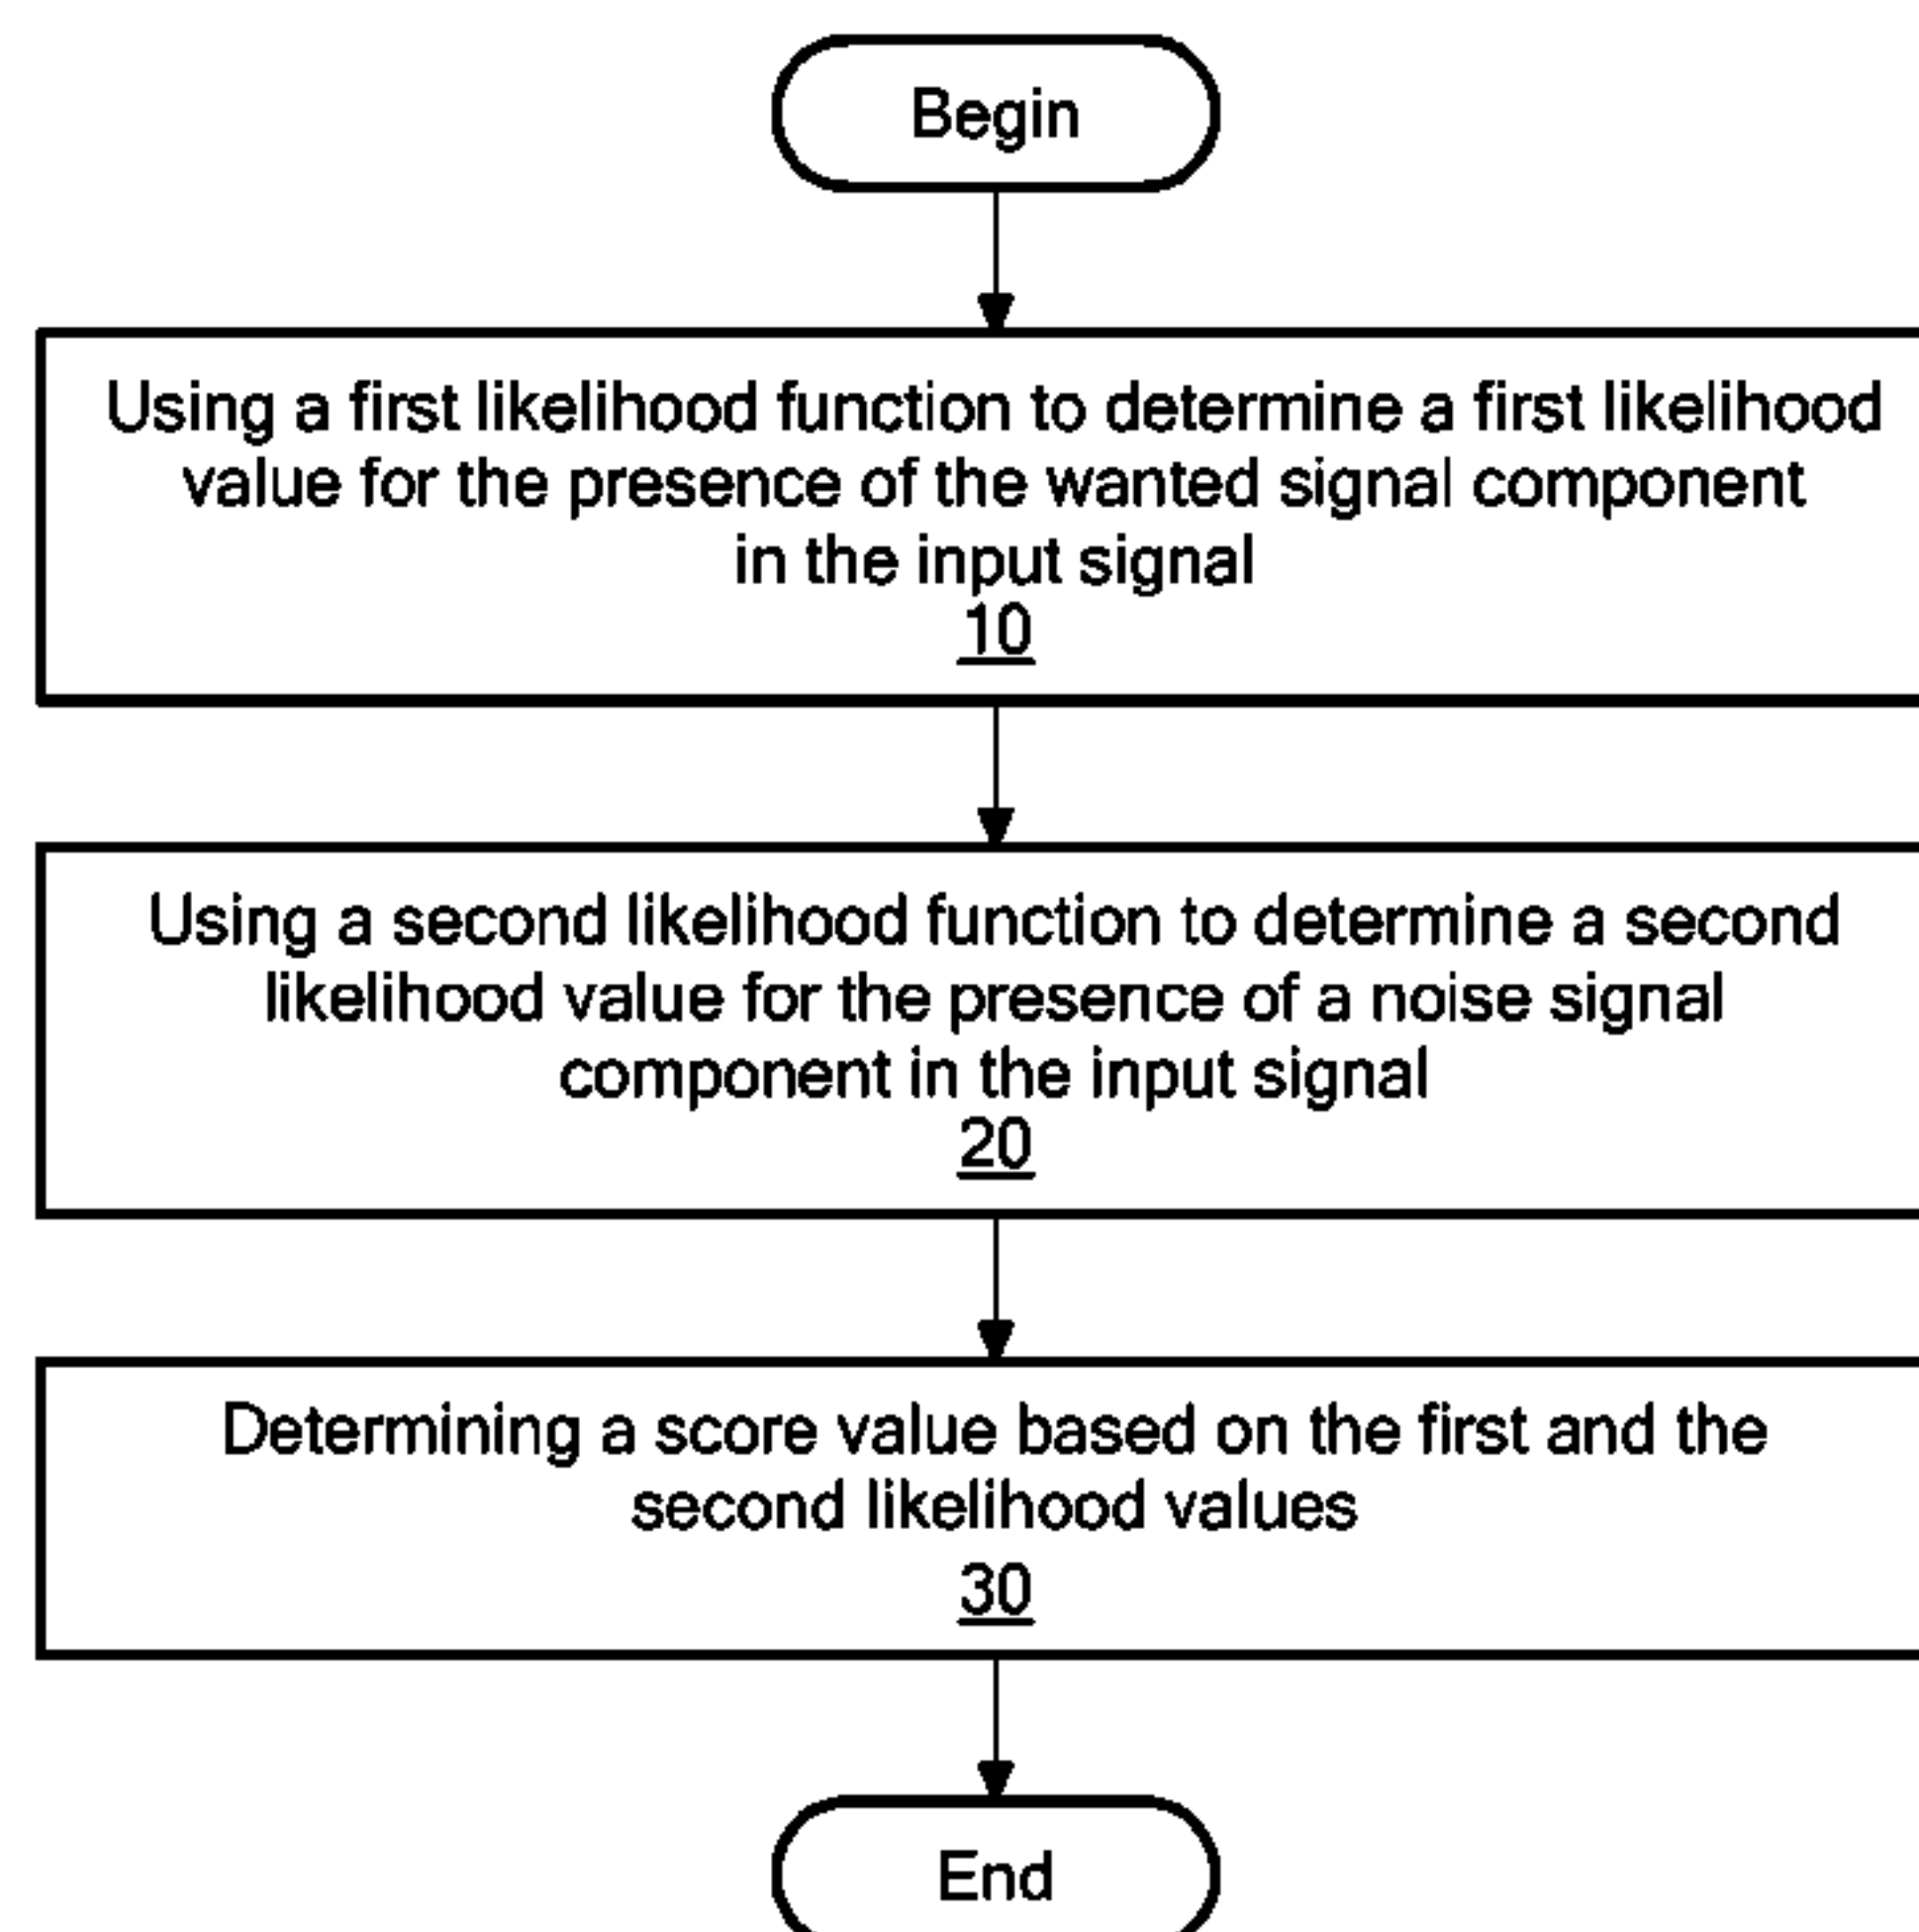 Begin
Using a first likelihood function to determine a first likelihood
value for the presence of the wanted signal component
in the input signal
10
Using a second likelihood function to determine a second
likelihood value for the presence of a noise signal
component in the input signal
20
Determining a score value based on the first and the
second likelihood values
30
End